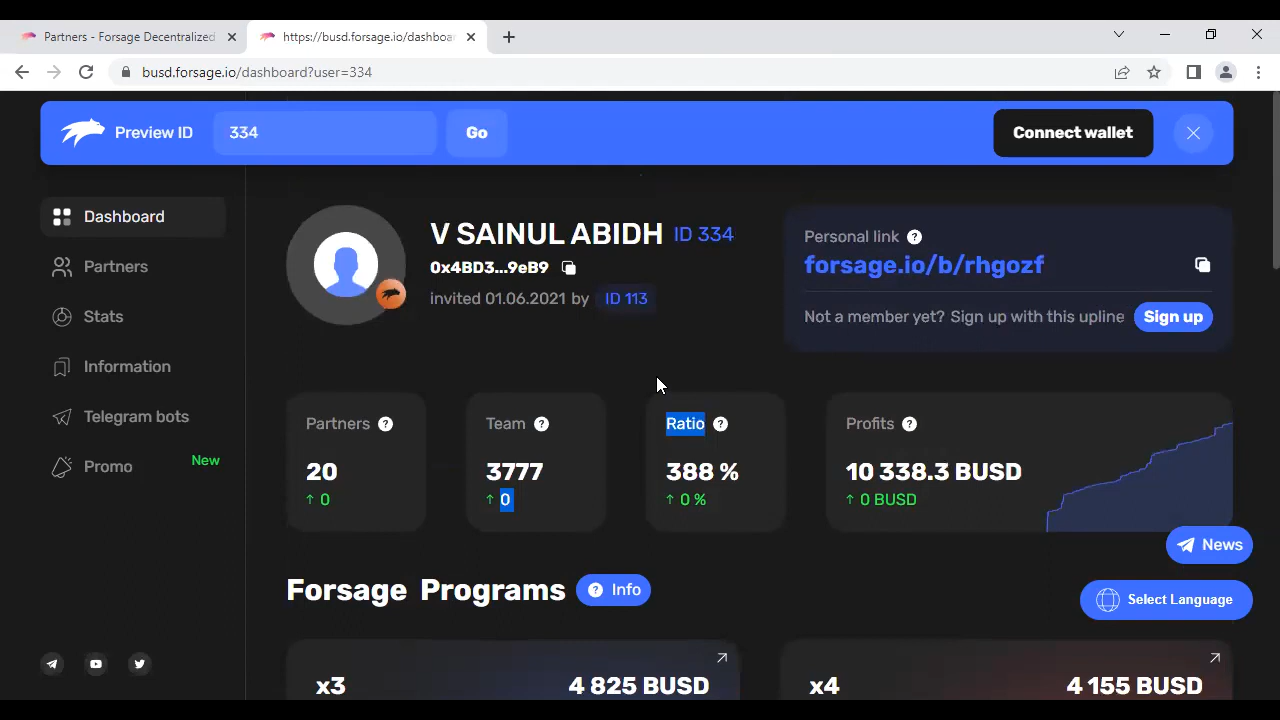 Partners - Forsage Decentralized
https://busd.forsage.io/dashboa
busd.forsage.io/dashboard?user=334
Preview ID
334
Go
Connect wallet
Dashboard
Partners
Stats
Information
Telegram bots
Promo
New
V SAINUL ABIDH ID 334
0x4BD3...9eB9
invited 01.06.2021 by ID 113
Personal link ?
forsage.io/b/rhgozf
Not a member yet? Sign up with this upline Sign up
Partners ?
20
↑ 0
Team ?
3777
↑ 0
Ratio ?
388 %
↑ 0 %
Profits ?
10 338.3 BUSD
↑ 0 BUSD
News
Forsage Programs ? Info
Select Language
x3 4 825 BUSD
x4 4 155 BUSD